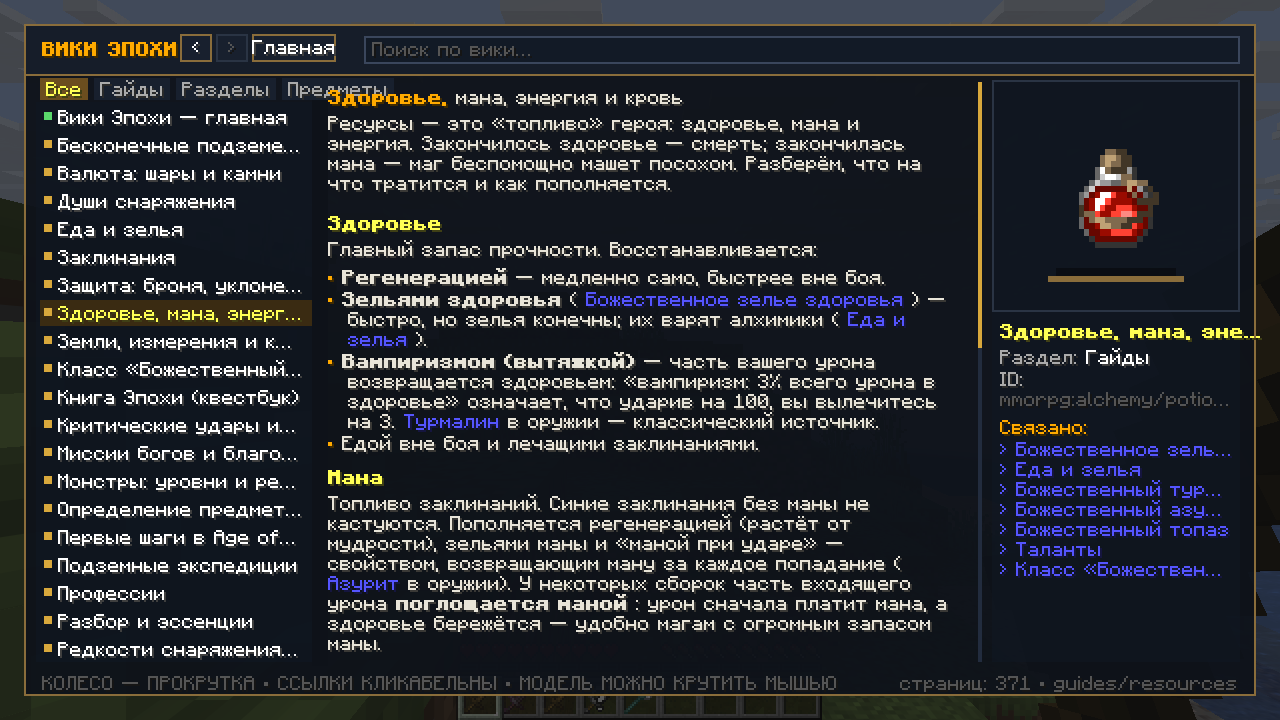 ВИКИ ЭПОХИ < > Главная Поиск по вики...
Все Гайды Разделы Предметы
Вики Эпохи — главная
Бесконечные подземе...
Валюта: шары и камни
Души снаряжения
Еда и зелья
Заклинания
Защита: броня, уклоне...
Здоровье, мана, энерг...
Земли, измерения и к...
Класс «Божественный...
Книга Эпохи (квестбук)
Критические удары и...
Миссии богов и благо...
Монстры: уровни и ре...
Определение предмет...
Первые шаги в Age of...
Подземные экспедиции
Профессии
Разбор и эссенции
Редкости снаряжения...
Здоровье, мана, энергия и кровь
Ресурсы — это «топливо» героя: здоровье, мана и
энергия. Закончилось здоровье — смерть; закончилась
мана — маг беспомощно машет посохом. Разберём, что на
что тратится и как пополняется.
Здоровье
Главный запас прочности. Восстанавливается:
• Регенерацией — медленно само, быстрее вне боя.
• Зельями здоровья ( Божественное зелье здоровья ) —
быстро, но зелья конечны; их варят алхимики ( Еда и
зелья ).
• Вампиризмом (вытяжкой) — часть вашего урона
возвращается здоровьем: «вампиризм: 3% всего урона в
здоровье» означает, что ударив на 100, вы вылечитесь
на 3. Турмалин в оружии — классический источник.
• Едой вне боя и лечащими заклинаниями.
Мана
Топливо заклинаний. Синие заклинания без маны не
кастуются. Пополняется регенерацией (растёт от
мудрости), зельями маны и «маной при ударе» —
свойством, возвращающим ману за каждое попадание (
Азурит в оружии). У некоторых сборок часть входящего
урона поглощается маной : урон сначала платит мана, а
здоровье бережётся — удобно магам с огромным запасом
маны.
Здоровье, мана, эне...
Раздел: Гайды
ID:
mmorpg:alchemy/potio...
Связано:
> Божественное зель...
> Еда и зелья
> Божественный тур...
> Божественный азу...
> Божественный топаз
> Таланты
> Класс «Божествен...
КОЛЕСО — ПРОКРУТКА • ССЫЛКИ КЛИКАБЕЛЬНЫ • МОДЕЛЬ МОЖНО КРУТИТЬ МЫШЬЮ
страниц: 371 • guides/resources